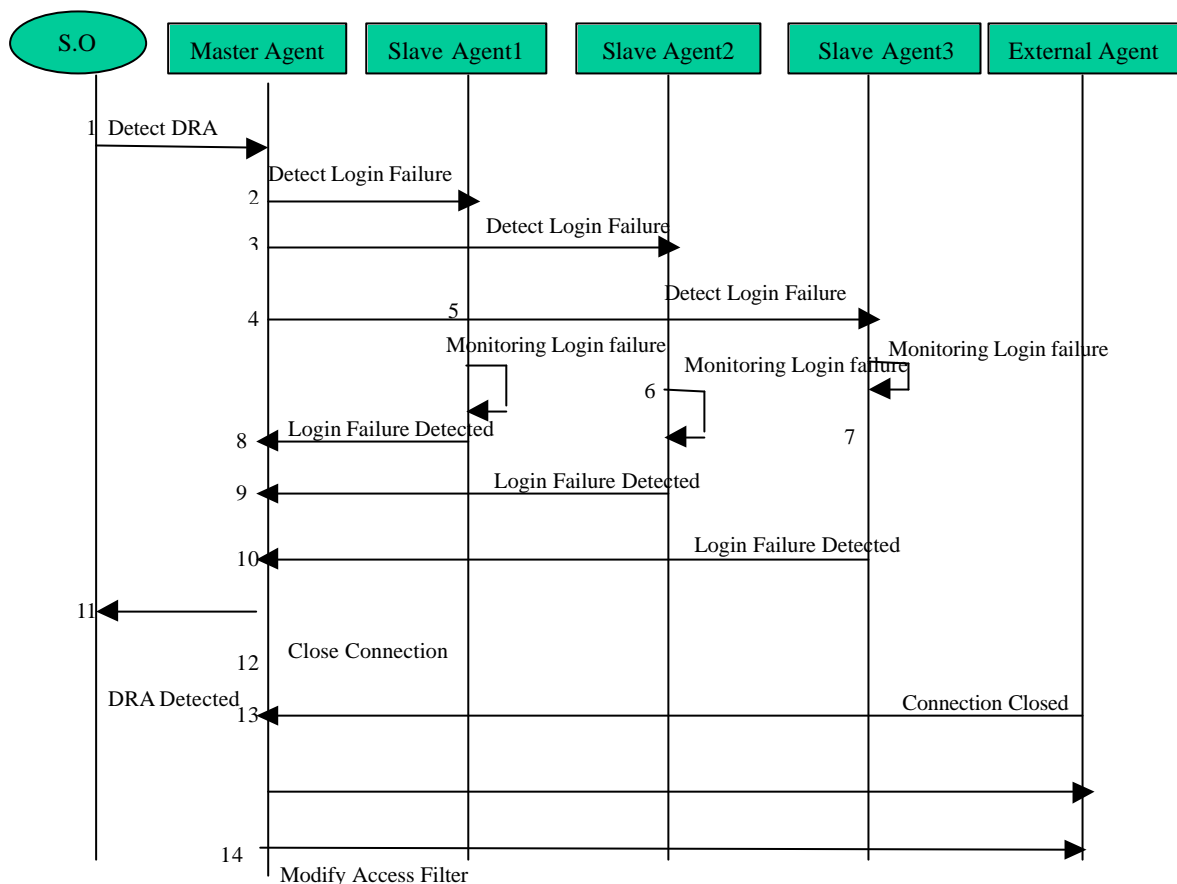 S.O
Master Agent
Slave Agent1
Slave Agent2
Slave Agent3
External Agent
1 Detect DRA
Detect Login Failure
2
Detect Login Failure
3
Detect Login Failure
4
5
Monitoring Login failure
Monitoring Login failure
Monitoring Login failure
6
7
8 Login Failure Detected
9 Login Failure Detected
10 Login Failure Detected
11
12 Close Connection
DRA Detected
13 Connection Closed
14
Modify Access Filter